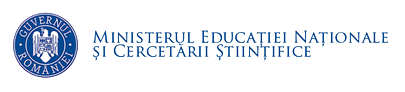 GUVERNUL
ROMÂNIEI
MINISTERUL EDUCAȚIEI NAȚIONALE
ȘI CERCETĂRII ȘTIINȚIFICE